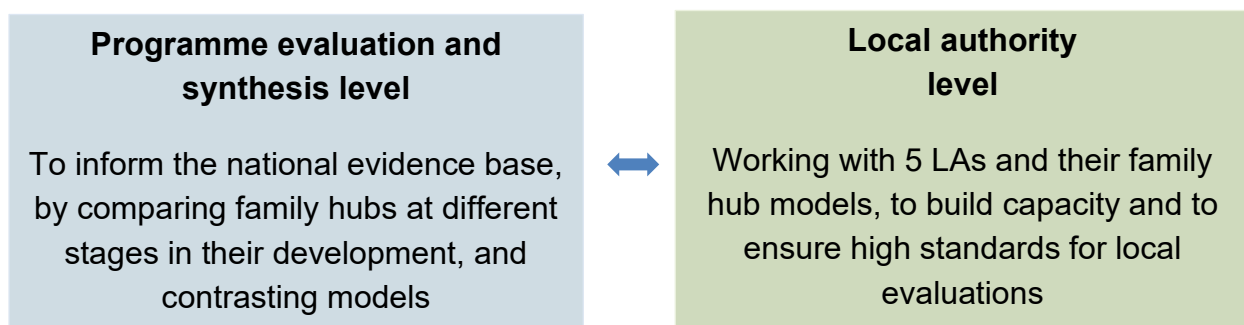 Programme evaluation and
synthesis level
To inform the national evidence base,
by comparing family hubs at different
stages in their development, and
contrasting models
Local authority
level
Working with 5 LAs and their family
hub models, to build capacity and to
ensure high standards for local
evaluations